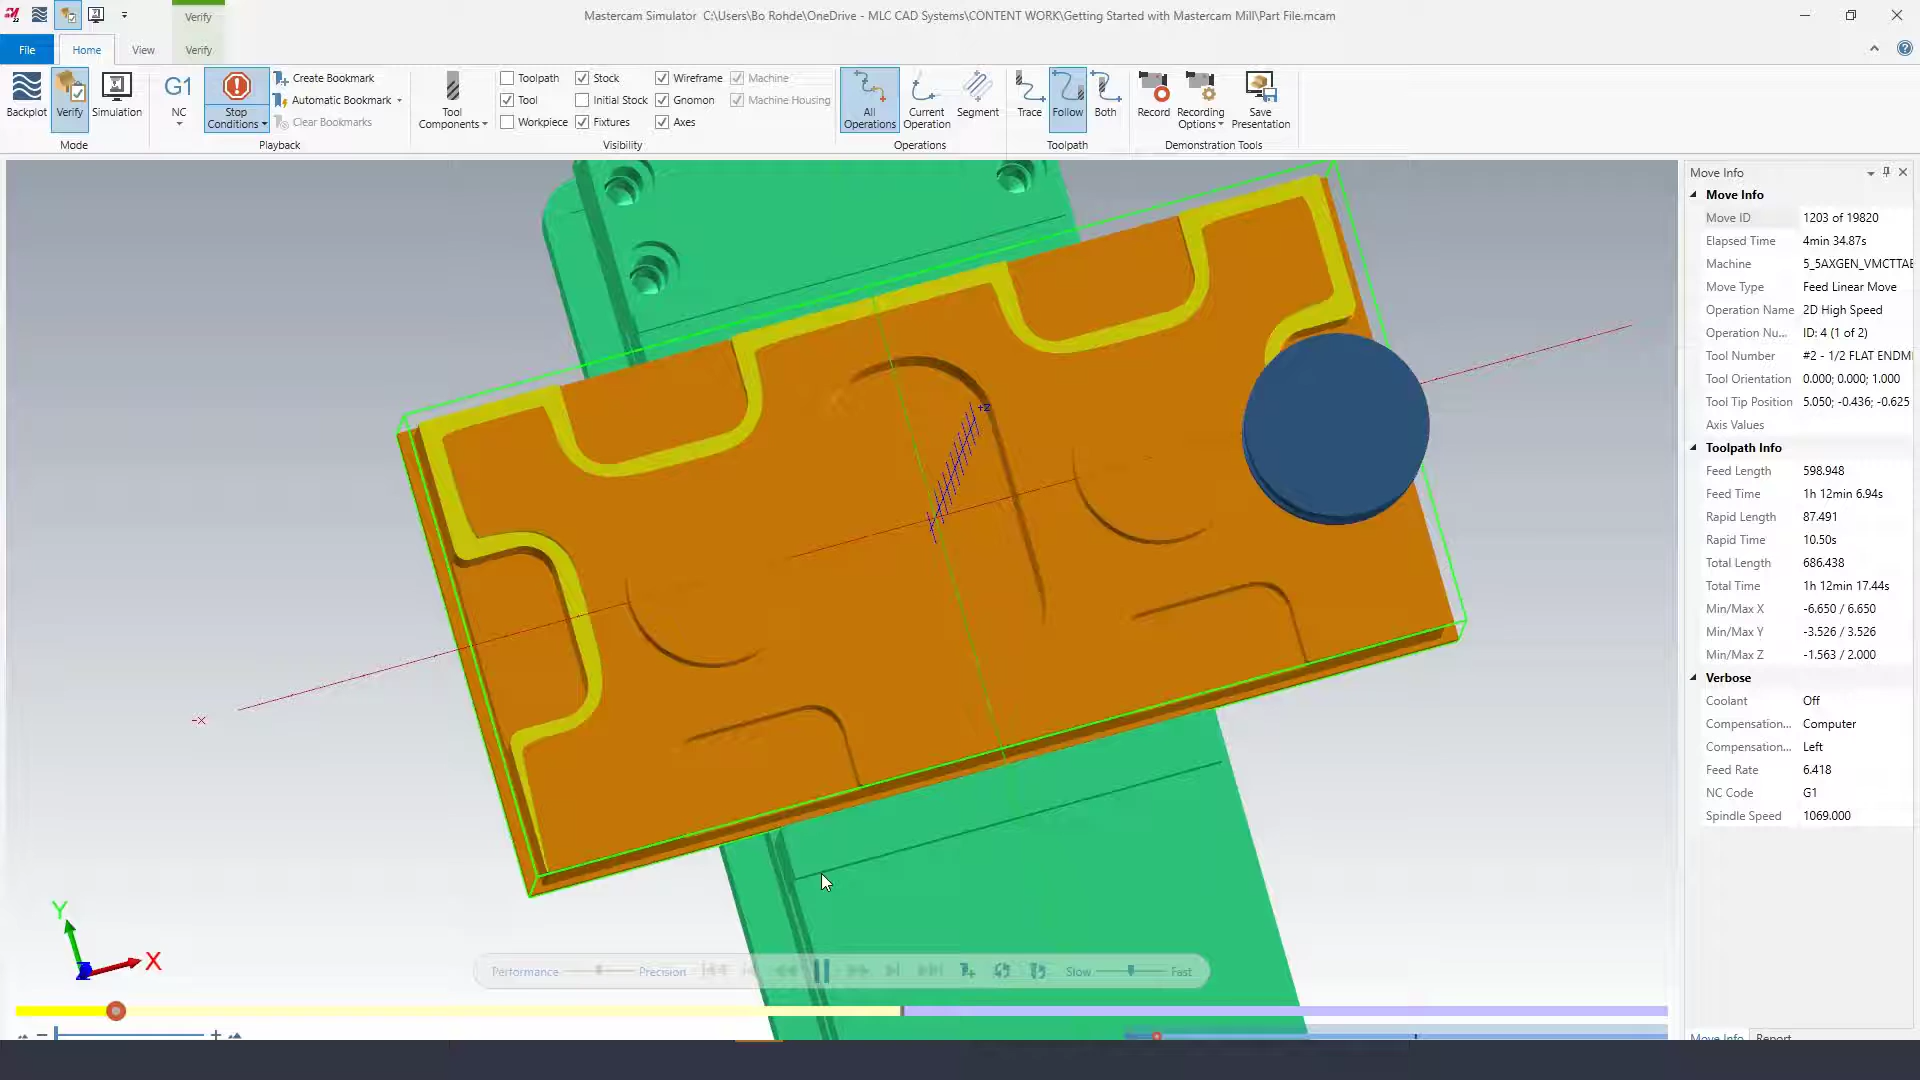 Verify
Mastercam Simulator C:\Users\Bo Rohde\OneDrive - MLC CAD Systems\CONTENT WORK\Getting Started with Mastercam Mill\Part File.mcam
File
Home
View
Verify
Backplot
Verify
Simulation
Mode
G1
NC
Stop
Conditions
Create Bookmark
Automatic Bookmark
Clear Bookmarks
Playback
Tool
Components
Toolpath
Stock
Wireframe
Machine
Tool
Initial Stock
Gnomon
Machine Housing
Workpiece
Fixtures
Axes
Visibility
All
Operations
Current
Operation
Segment
Operations
Trace
Follow
Both
Toolpath
Record
Recording
Options
Save
Presentation
Demonstration Tools
Move Info
Move Info
Move ID 1203 of 19820
Elapsed Time 4min 34.87s
Machine 5_5AXGEN_VMCTTAE
Move Type Feed Linear Move
Operation Name 2D High Speed
Operation Nu... ID: 4 (1 of 2)
Tool Number #2 - 1/2 FLAT ENDM
Tool Orientation 0.000; 0.000; 1.000
Tool Tip Position 5.050; -0.436; -0.625
Axis Values
Toolpath Info
Feed Length 598.948
Feed Time 1h 12min 6.94s
Rapid Length 87.491
Rapid Time 10.50s
Total Length 686.438
Total Time 1h 12min 17.44s
Min/Max X -6.650 / 6.650
Min/Max Y -3.526 / 3.526
Min/Max Z -1.563 / 2.000
Verbose
Coolant Off
Compensation... Computer
Compensation... Left
Feed Rate 6.418
NC Code G1
Spindle Speed 1069.000
+Z
-X
Y
X
Performance
Precision
Slow
Fast
Move Info
Report